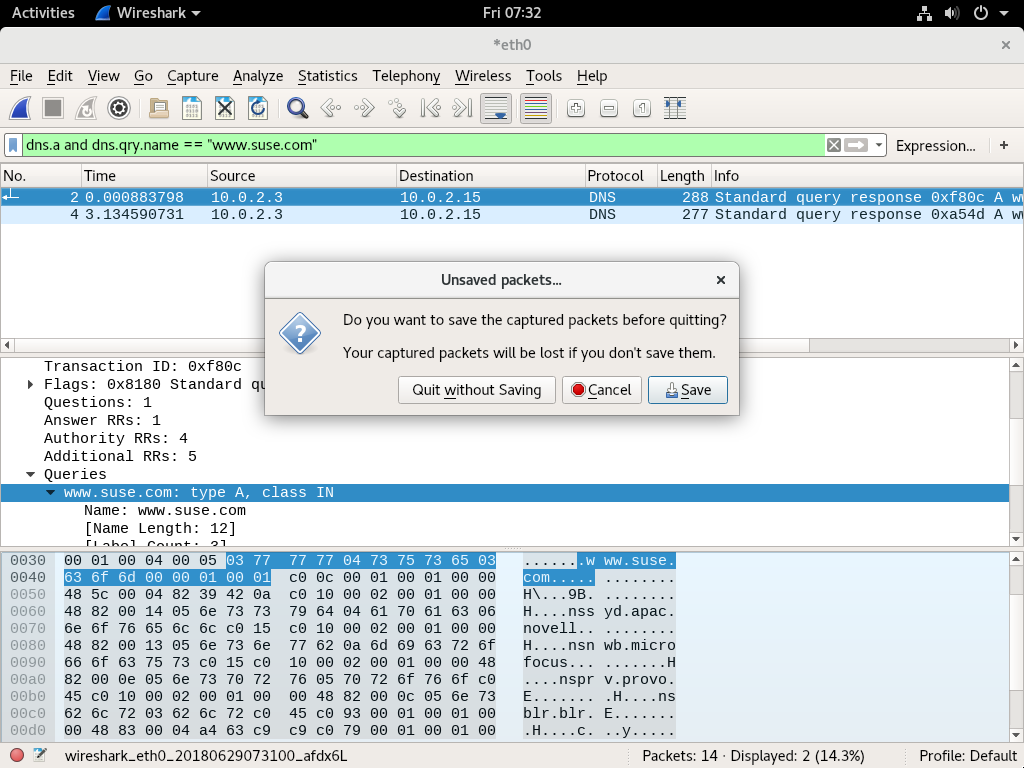 Activities Wireshark Fri 07:32
*eth0
File Edit View Go Capture Analyze Statistics Telephony Wireless Tools Help
dns.a and dns.qry.name == "www.suse.com" Expression... +
No. Time Source Destination Protocol Length Info
2 0.000883798 10.0.2.3 10.0.2.15 DNS 288 Standard query response 0xf80c A w
4 3.134590731 10.0.2.3 10.0.2.15 DNS 277 Standard query response 0xa54d A w
Unsaved packets...
Do you want to save the captured packets before quitting?
Your captured packets will be lost if you don't save them.
Quit without Saving Cancel Save
Transaction ID: 0xf80c
Flags: 0x8180 Standard qu
Questions: 1
Answer RRs: 1
Authority RRs: 4
Additional RRs: 5
Queries
www.suse.com: type A, class IN
Name: www.suse.com
[Name Length: 12]
[Label Count: 3]
0030 00 01 00 04 00 05 03 77 77 77 04 73 75 73 65 03 .......w ww.suse.
0040 63 6f 6d 00 00 01 00 01 c0 0c 00 01 00 01 00 00 com..... ........
0050 48 5c 00 04 82 39 42 0a c0 10 00 02 00 01 00 00 H\...9B. ........
0060 48 82 00 14 05 6e 73 73 79 64 04 61 70 61 63 06 H....nss yd.apac.
0070 6e 6f 76 65 6c 6c c0 15 c0 10 00 02 00 01 00 00 novell.. ........
0080 48 82 00 13 05 6e 73 6e 77 62 0a 6d 69 63 72 6f H....nsn wb.micro
0090 66 6f 63 75 73 c0 15 c0 10 00 02 00 01 00 00 48 focus... .......H
00a0 82 00 0e 05 6e 73 70 72 76 05 70 72 6f 76 6f c0 ....nspr v.provo.
00b0 45 c0 10 00 02 00 01 00 00 48 82 00 0c 05 6e 73 E....... .H....ns
00c0 62 6c 72 03 62 6c 72 c0 45 c0 93 00 01 00 01 00 blr.blr. E.......
00d0 00 48 83 00 04 a4 63 c9 c9 c0 79 00 01 00 01 00 .H....c. ..y.....
wireshark_eth0_20180629073100_afdx6L Packets: 14 · Displayed: 2 (14.3%) Profile: Default